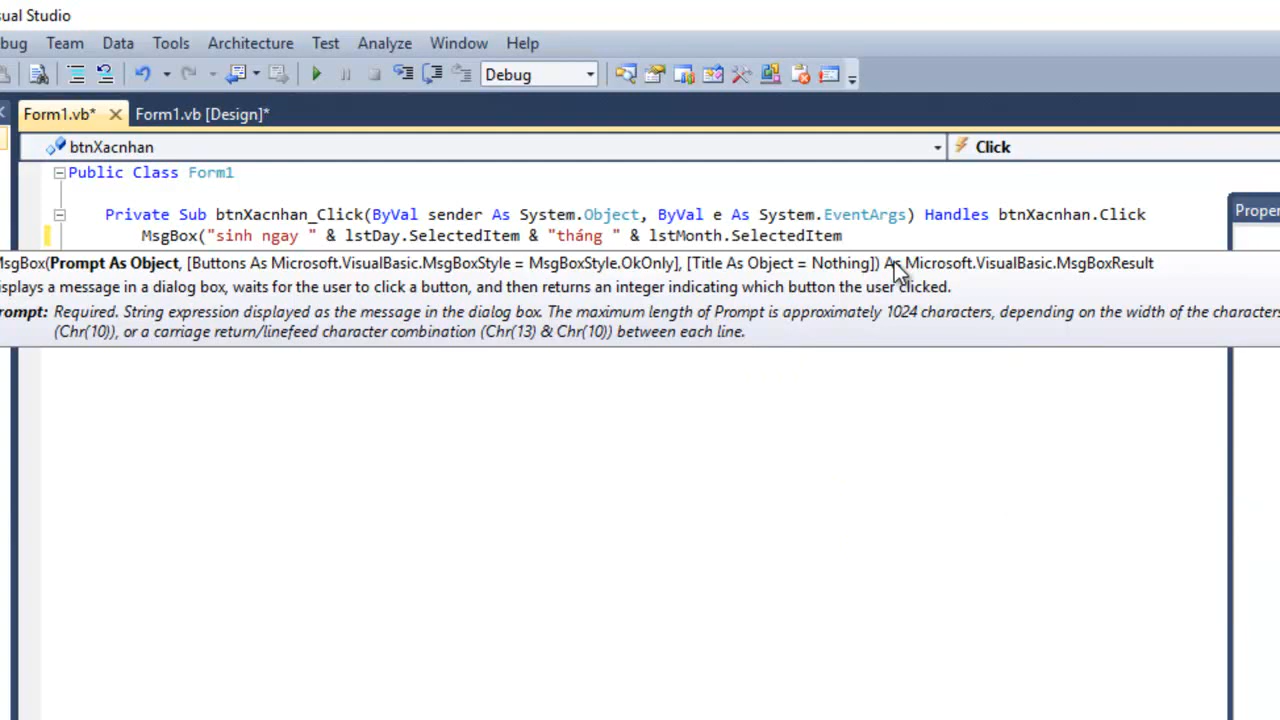 sual Studio
bug Team Data Tools Architecture Test Analyze Window Help
Debug
Form1.vb* Form1.vb [Design]*
btnXacnhan Click
Public Class Form1
Proper
Private Sub btnXacnhan_Click(ByVal sender As System.Object, ByVal e As System.EventArgs) Handles btnXacnhan.Click
MsgBox("sinh ngay " & lstDay.SelectedItem & "tháng " & lstMonth.SelectedItem
MsgBox(Prompt As Object, [Buttons As Microsoft.VisualBasic.MsgBoxStyle = MsgBoxStyle.OkOnly], [Title As Object = Nothing]) As Microsoft.VisualBasic.MsgBoxResult
isplays a message in a dialog box, waits for the user to click a button, and then returns an integer indicating which button the user clicked.
rompt: Required. String expression displayed as the message in the dialog box. The maximum length of Prompt is approximately 1024 characters, depending on the width of the characters
(Chr(10)), or a carriage return/linefeed character combination (Chr(13) & Chr(10)) between each line.